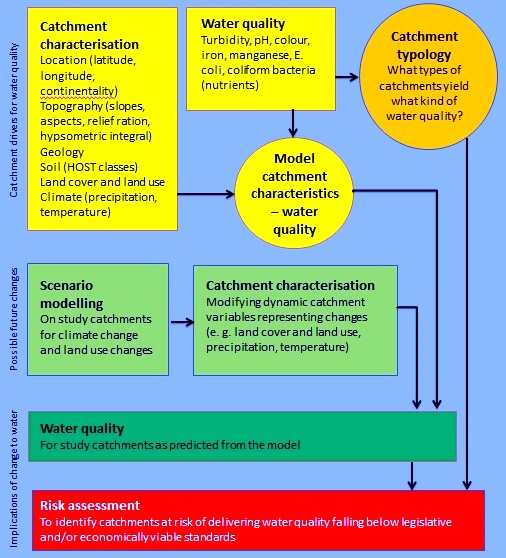 Catchment drivers for water quality
Catchment
characterisation
Location (latitude,
longitude,
continentality)
Topography (slopes,
aspects, relief ration,
hypsometric integral)
Geology
Soil (HOST classes)
Land cover and land use
Climate (precipitation,
temperature)
Water quality
Turbidity, pH, colour,
iron, manganese, E.
coli, coliform bacteria
(nutrients)
Catchment
typology
What types of
catchments yield
what kind of
water quality?
Model
catchment
characteristics
– water
quality
Possible future changes
Scenario
modelling
On study catchments
for climate change
and land use changes
Catchment characterisation
Modifying dynamic catchment
variables representing changes
(e. g. land cover and land use,
precipitation, temperature)
Implications of change to water
Water quality
For study catchments as predicted from the model
Risk assessment
To identify catchments at risk of delivering water quality falling below legislative
and/or economically viable standards